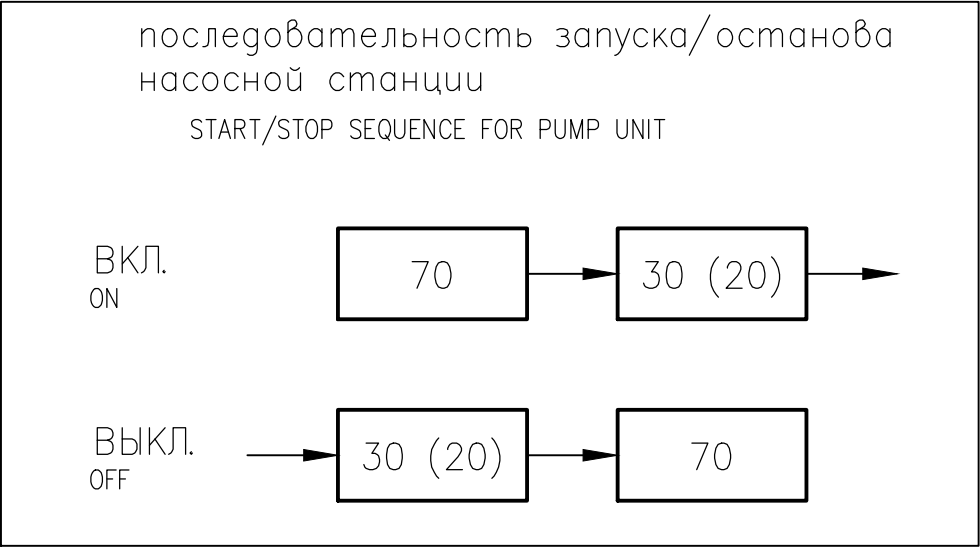 последовательность запуска/останова
насосной станции
START/STOP SEQUENCE FOR PUMP UNIT
ВКЛ.
ON
70
30 (20)
ВЫКЛ.
OFF
30 (20)
70